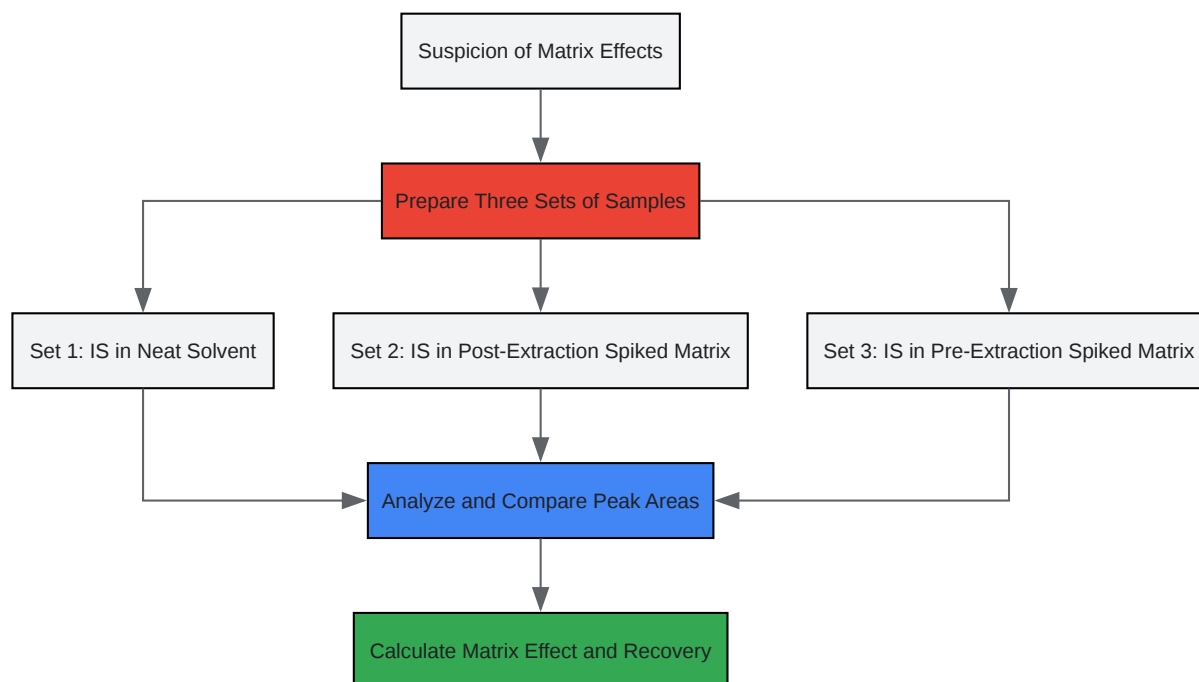 Suspicion of Matrix Effects
Prepare Three Sets of Samples
Set 1: IS in Neat Solvent
Set 2: IS in Post-Extraction Spiked Matrix
Set 3: IS in Pre-Extraction Spiked Matrix
Analyze and Compare Peak Areas
Calculate Matrix Effect and Recovery